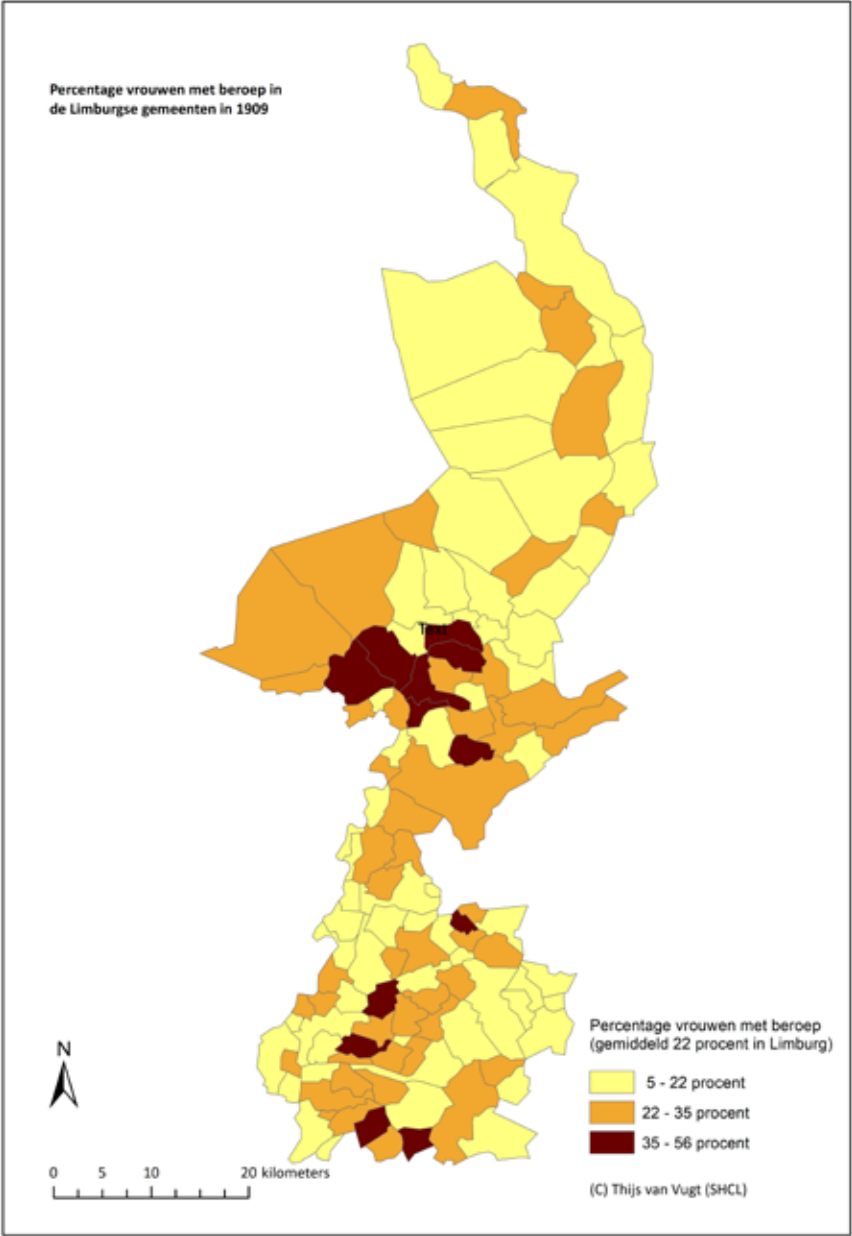 Percentage vrouwen met beroep in
de Limburgse gemeenten in 1909
Text
Percentage vrouwen met beroep
(gemiddeld 22 procent in Limburg)
5 - 22 procent
22 - 35 procent
35 - 56 procent
N
0 5 10 20 kilometers
(C) Thijs van Vugt (SHCL)